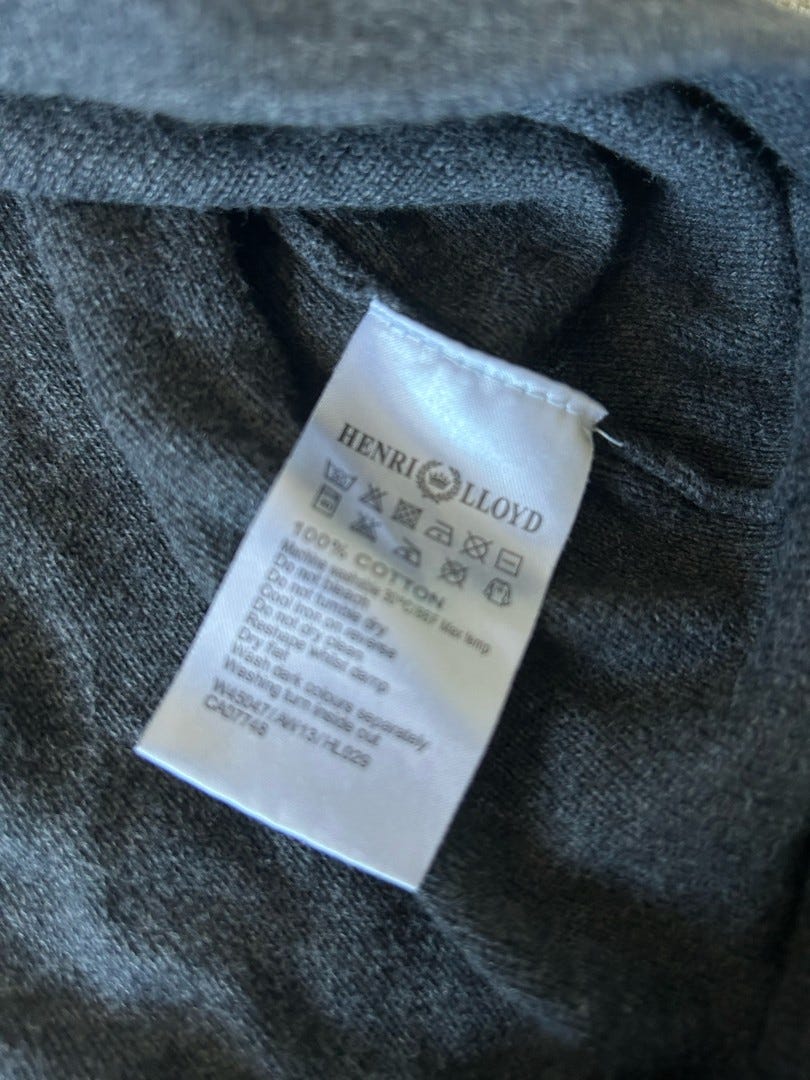 HENRI LLOYD
100% COTTON
Machine washable 30°C/86F Max temp
Do not bleach
Do not tumble dry
Cool iron on reverse
Do not dry clean
Reshape whilst damp
Dry flat
Wash dark colours separately
Washing turn inside out
/AW13/HL929
CA07748